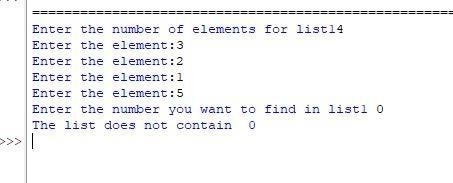 Enter the number of elements for list14
Enter the element:3
Enter the element:2
Enter the element:1
Enter the element:5
Enter the number you want to find in list1 0
The list does not contain  0
>>>